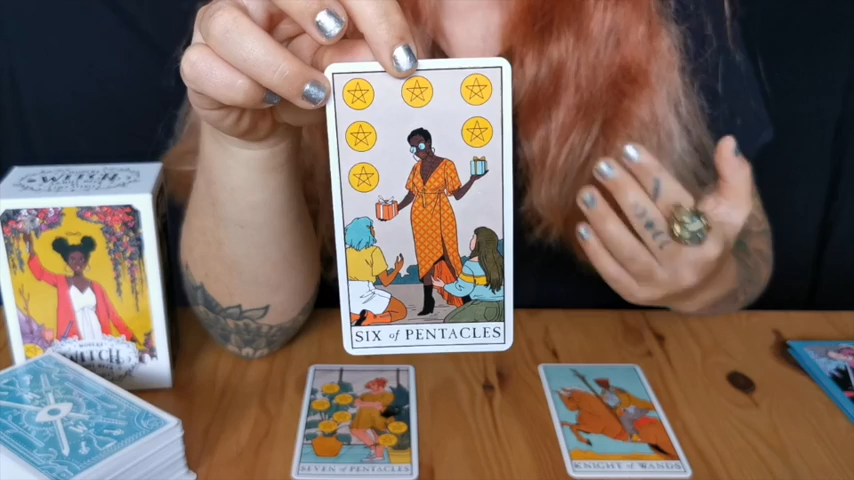 WITCH
SIX of PENTACLES
WITCH
SEVEN of PENTACLES
KNIGHT of WANDS